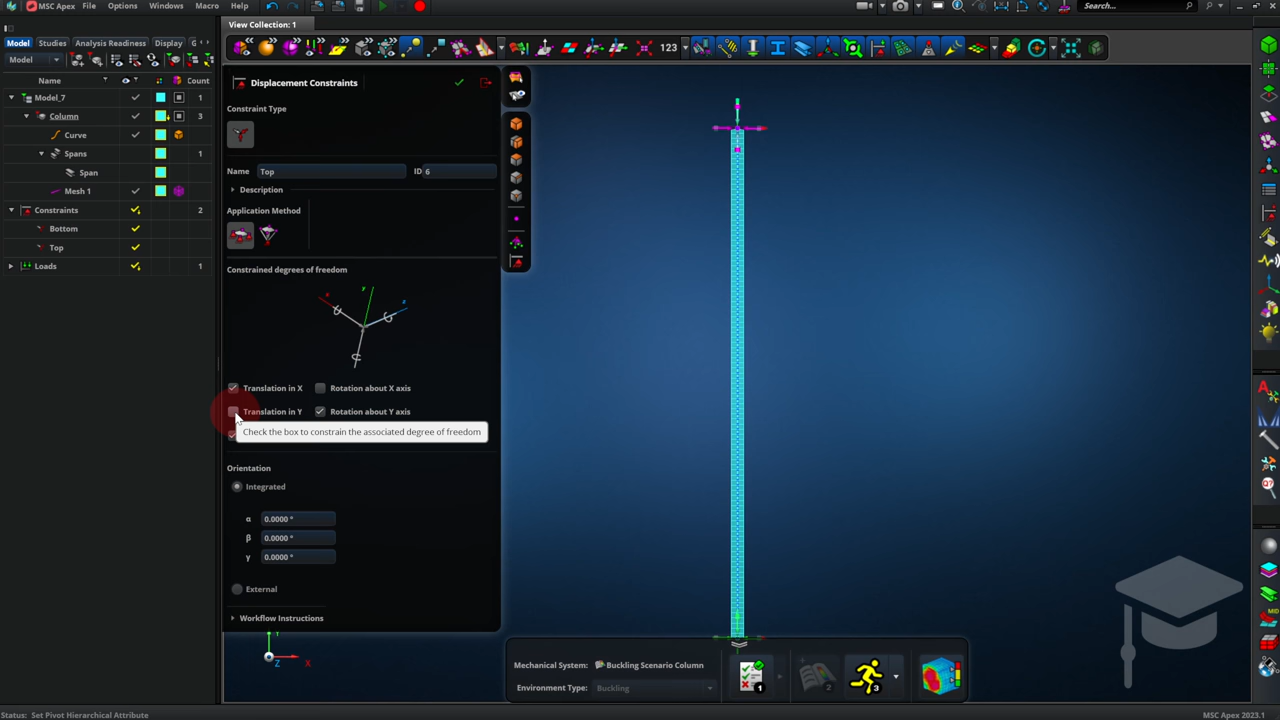 MSC Apex File Options Windows Macro Help Search...
View Collection: 1
Model Studies Analysis Readiness Display G
Model
123
Name Count
Model_7 1
Column 3
Curve
Spans 1
Span
Mesh 1
Constraints 2
Bottom
Top
Loads 1
Displacement Constraints
Constraint Type
Name Top ID 6
Description
Application Method
Constrained degrees of freedom
x y z
Translation in X Rotation about X axis
Translation in Y Rotation about Y axis
Check the box to constrain the associated degree of freedom
Orientation
Integrated
α 0.0000 °
β 0.0000 °
γ 0.0000 °
External
Workflow Instructions
Y
X
Z
Mechanical System: Buckling Scenario Column
Environment Type: Buckling
1 2 3
MID
Q?
Status: Set Pivot Hierarchical Attribute MSC Apex 2023.1